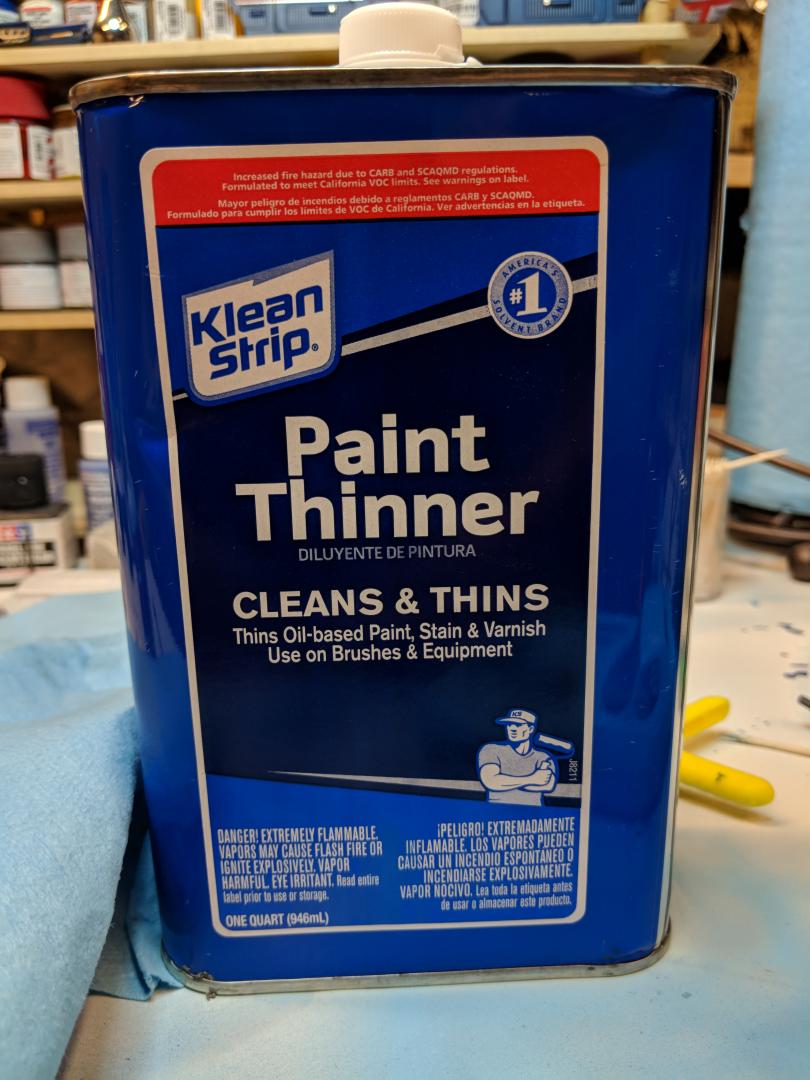 Increased fire hazard due to CARB and SCAQMD regulations.
Formulated to meet California VOC limits. See warnings on label.
Mayor peligro de incendios debido a reglamentos CARB y SCAQMD.
Formulado para cumplir los limites de VOC de California. Ver advertencias en la etiqueta.
Klean
Strip®
AMERICA'S
#1
SOLVENT BRAND
Paint
Thinner
DILUYENTE DE PINTURA
CLEANS & THINS
Thins Oil-based Paint, Stain & Varnish
Use on Brushes & Equipment
KS
J8211
DANGER! EXTREMELY FLAMMABLE.
VAPORS MAY CAUSE FLASH FIRE OR
IGNITE EXPLOSIVELY. VAPOR
HARMFUL. EYE IRRITANT. Read entire
label prior to use or storage.
¡PELIGRO! EXTREMADAMENTE
INFLAMABLE. LOS VAPORES PUEDEN
CAUSAR UN INCENDIO ESPONTANEO O
INCENDIARSE EXPLOSIVAMENTE.
VAPOR NOCIVO. Lea toda la etiqueta antes
de usar o almacenar este producto.
ONE QUART (946mL)
TAMIYA